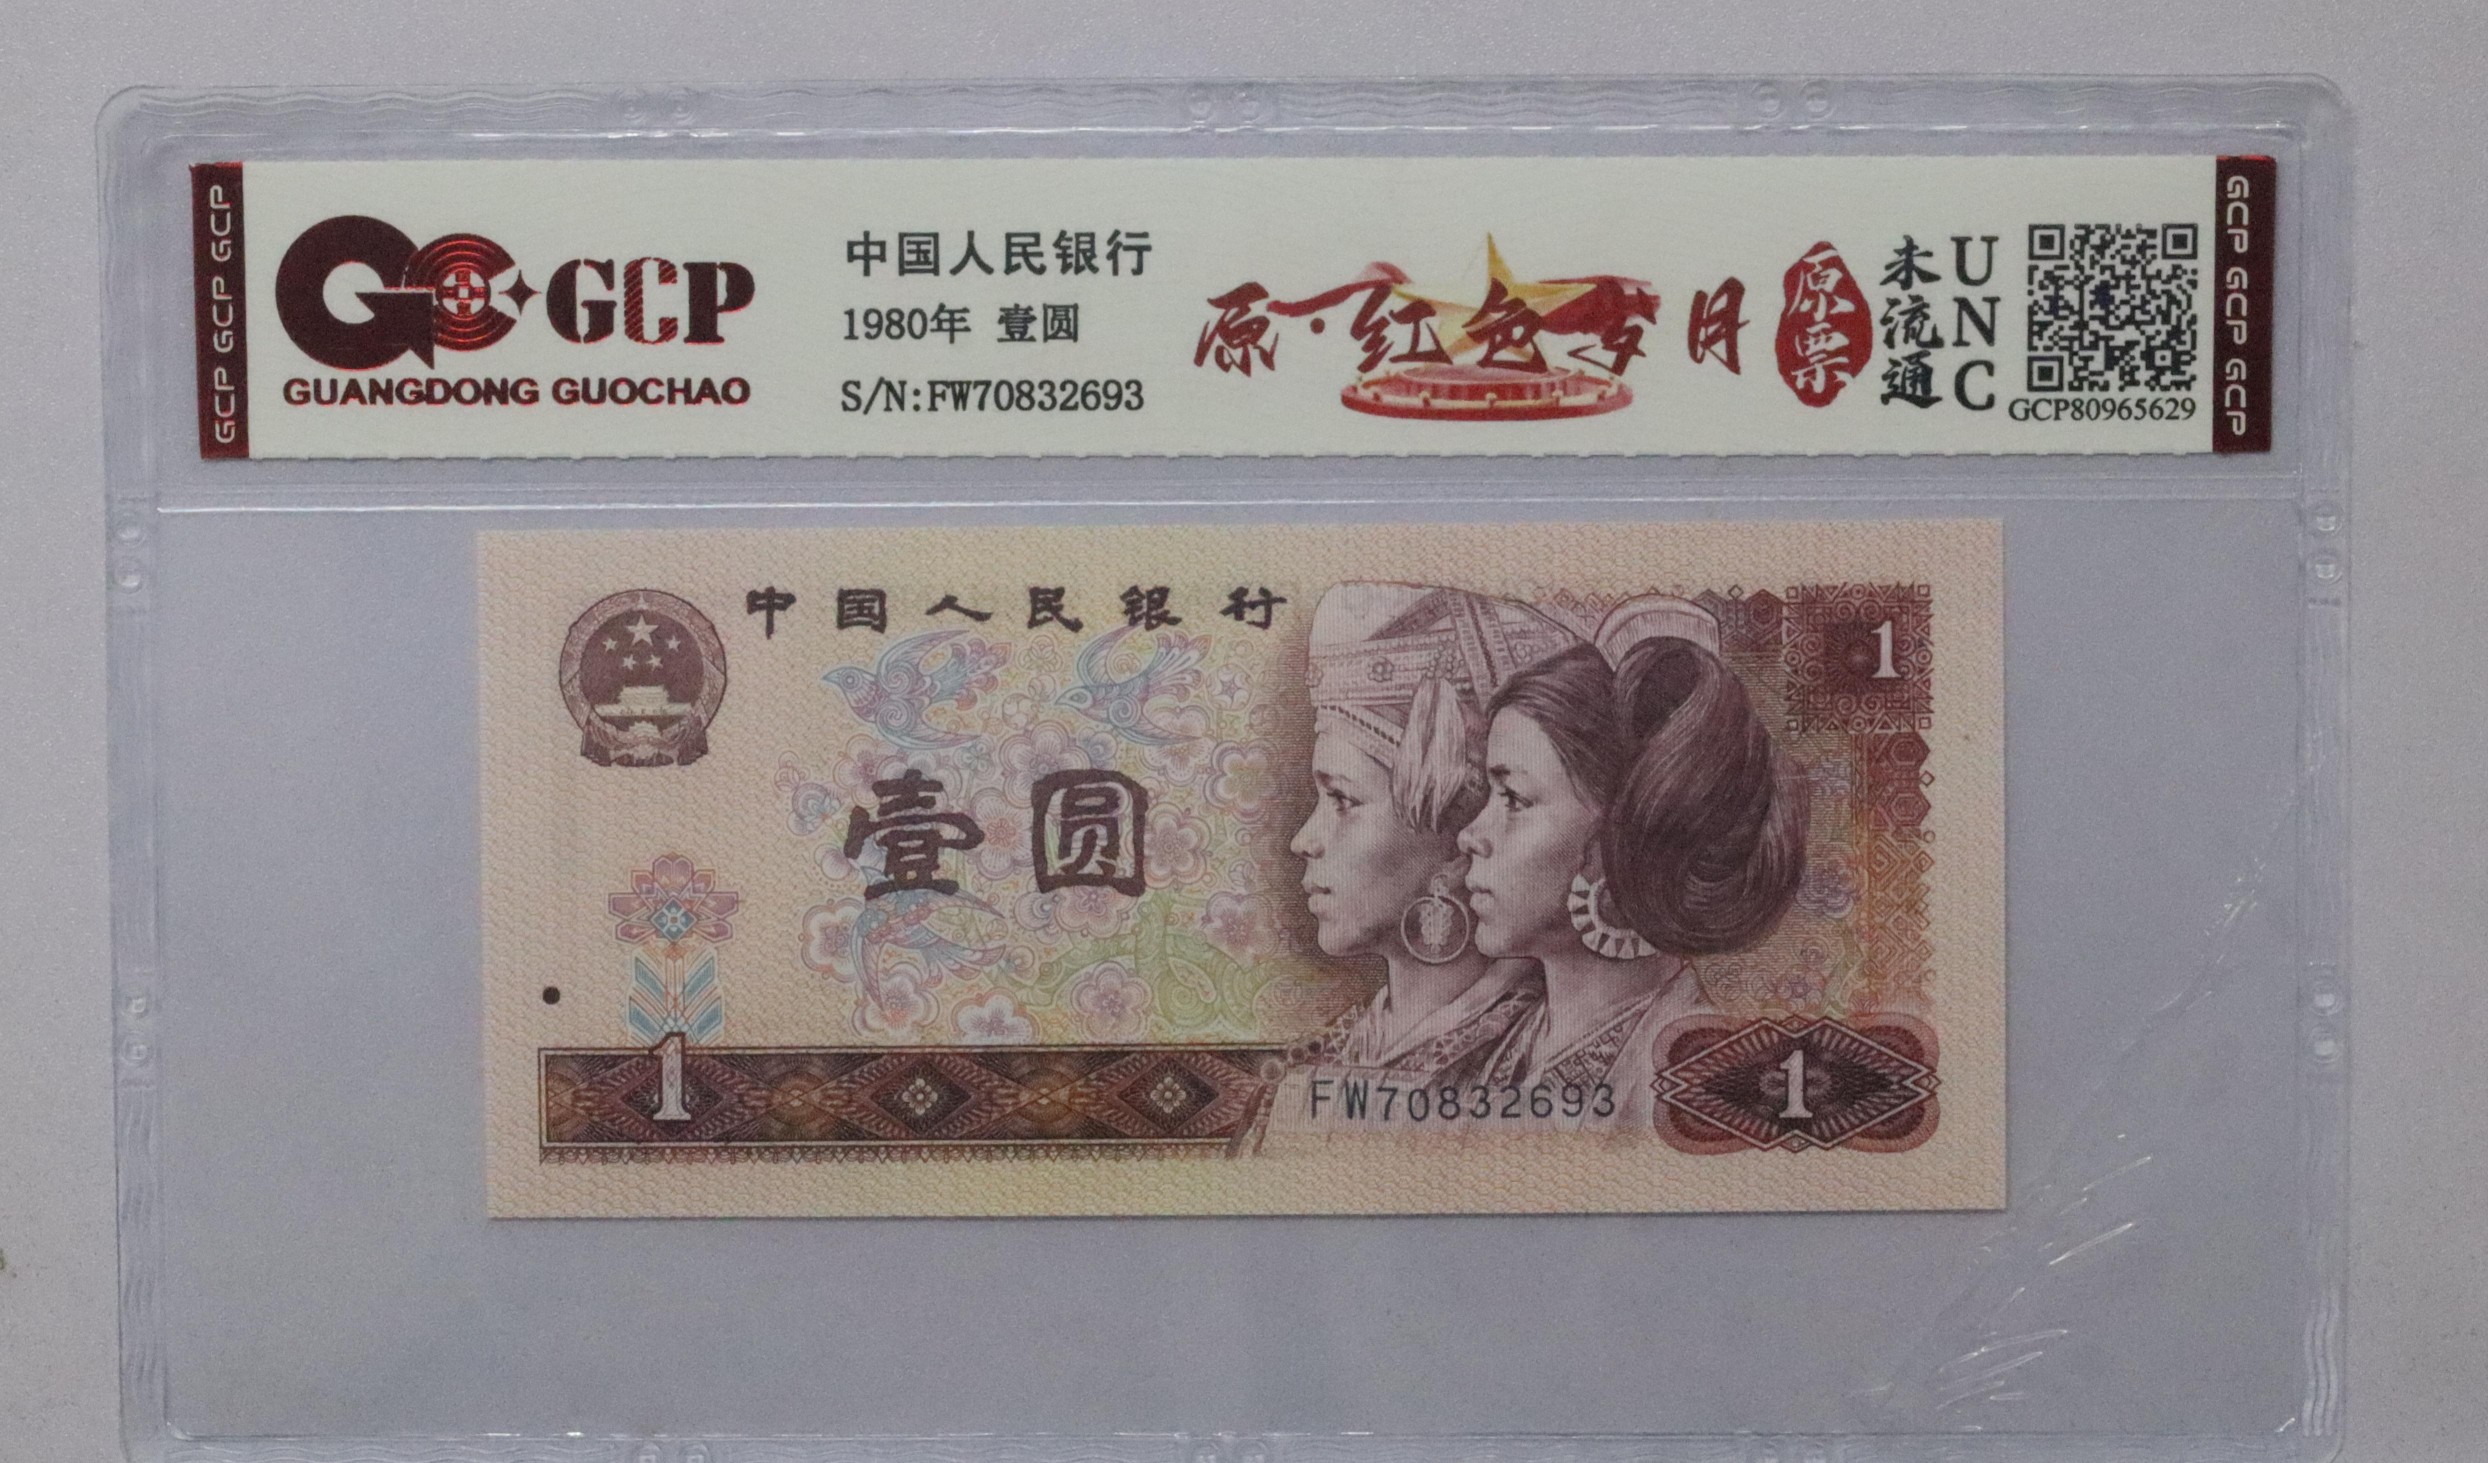 GCP GCP GCP
GCP
GUANGDONG GUOCHAO
中国人民银行
1980年 壹圆
S/N:FW70832693
原·红色岁月
原票
未流通
UNC
GCP80965629
GCP GCP GCP
中国人民银行
1
壹圆
1
FW70832693
1